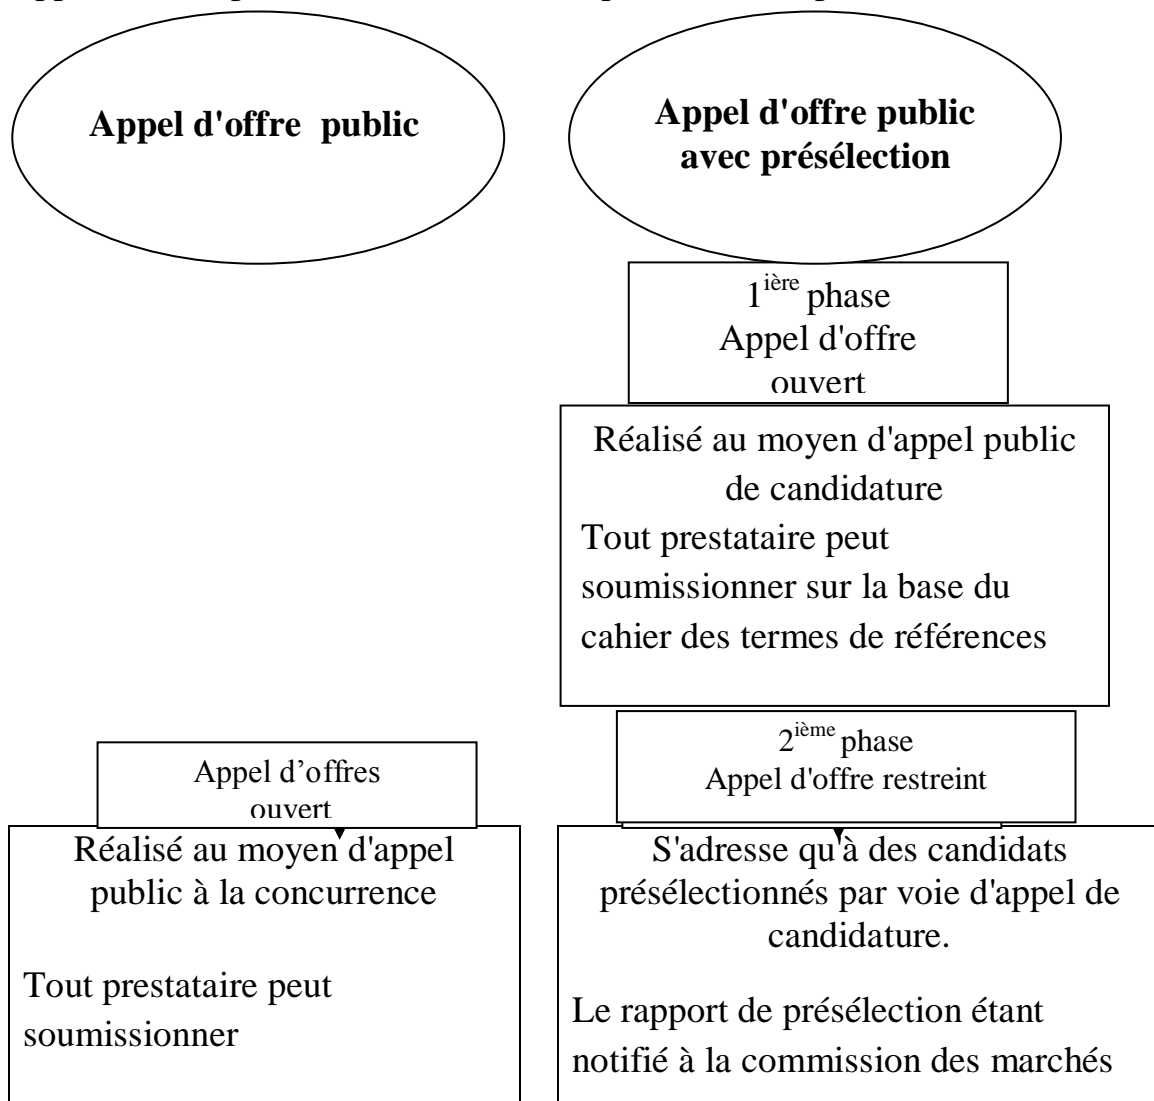 Appel d'offre  public
Appel d'offre public
avec présélection
1ière phase
Appel d'offre
ouvert
Réalisé au moyen d'appel public
de candidature
Tout prestataire peut
soumissionner sur la base du
cahier des termes de références
2ième phase
Appel d'offre restreint
Appel d’offres
ouvert
Réalisé au moyen d'appel
public à la concurrence
Tout prestataire peut
soumissionner
S'adresse qu'à des candidats
présélectionnés par voie d'appel de
candidature.
Le rapport de présélection étant
notifié à la commission des marchés